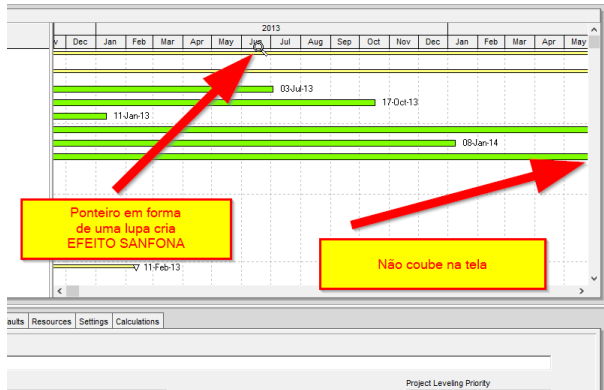 2013
v Dec Jan Feb Mar Apr May Jun Jul Aug Sep Oct Nov Dec Jan Feb Mar Apr May
03-Jul-13
17-Oct-13
11-Jan-13
08-Jan-14
Ponteiro em forma
de uma lupa cria
EFEITO SANFONA
Não coube na tela
11-Feb-13
aults Resources Settings Calculations
Project Leveling Priority